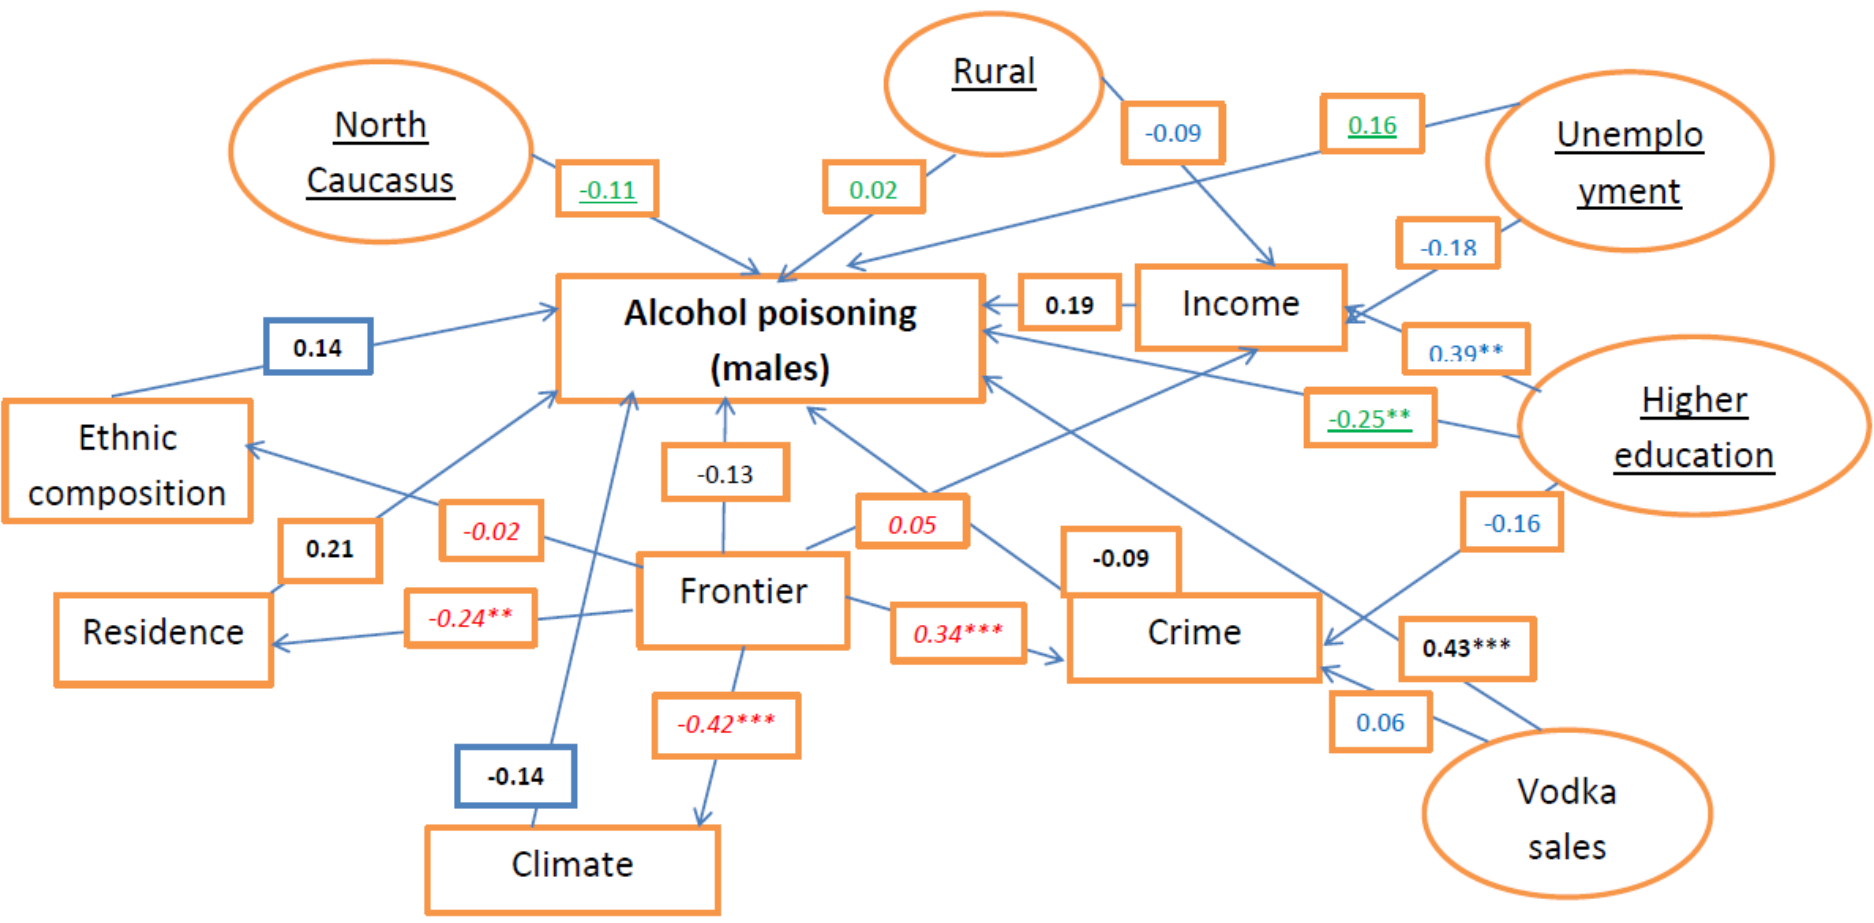 Rural
North
Caucasus
-0.09
0.16
Unemplo
yment
-0.11
0.02
-0.18
Alcohol poisoning
(males)
0.19
Income
0.14
0.39**
-0.25**
Higher
education
Ethnic
composition
-0.13
-0.02
0.05
-0.16
0.21
-0.09
Frontier
Residence
-0.24**
0.34***
Crime
0.43***
-0.42***
0.06
-0.14
Vodka
sales
Climate